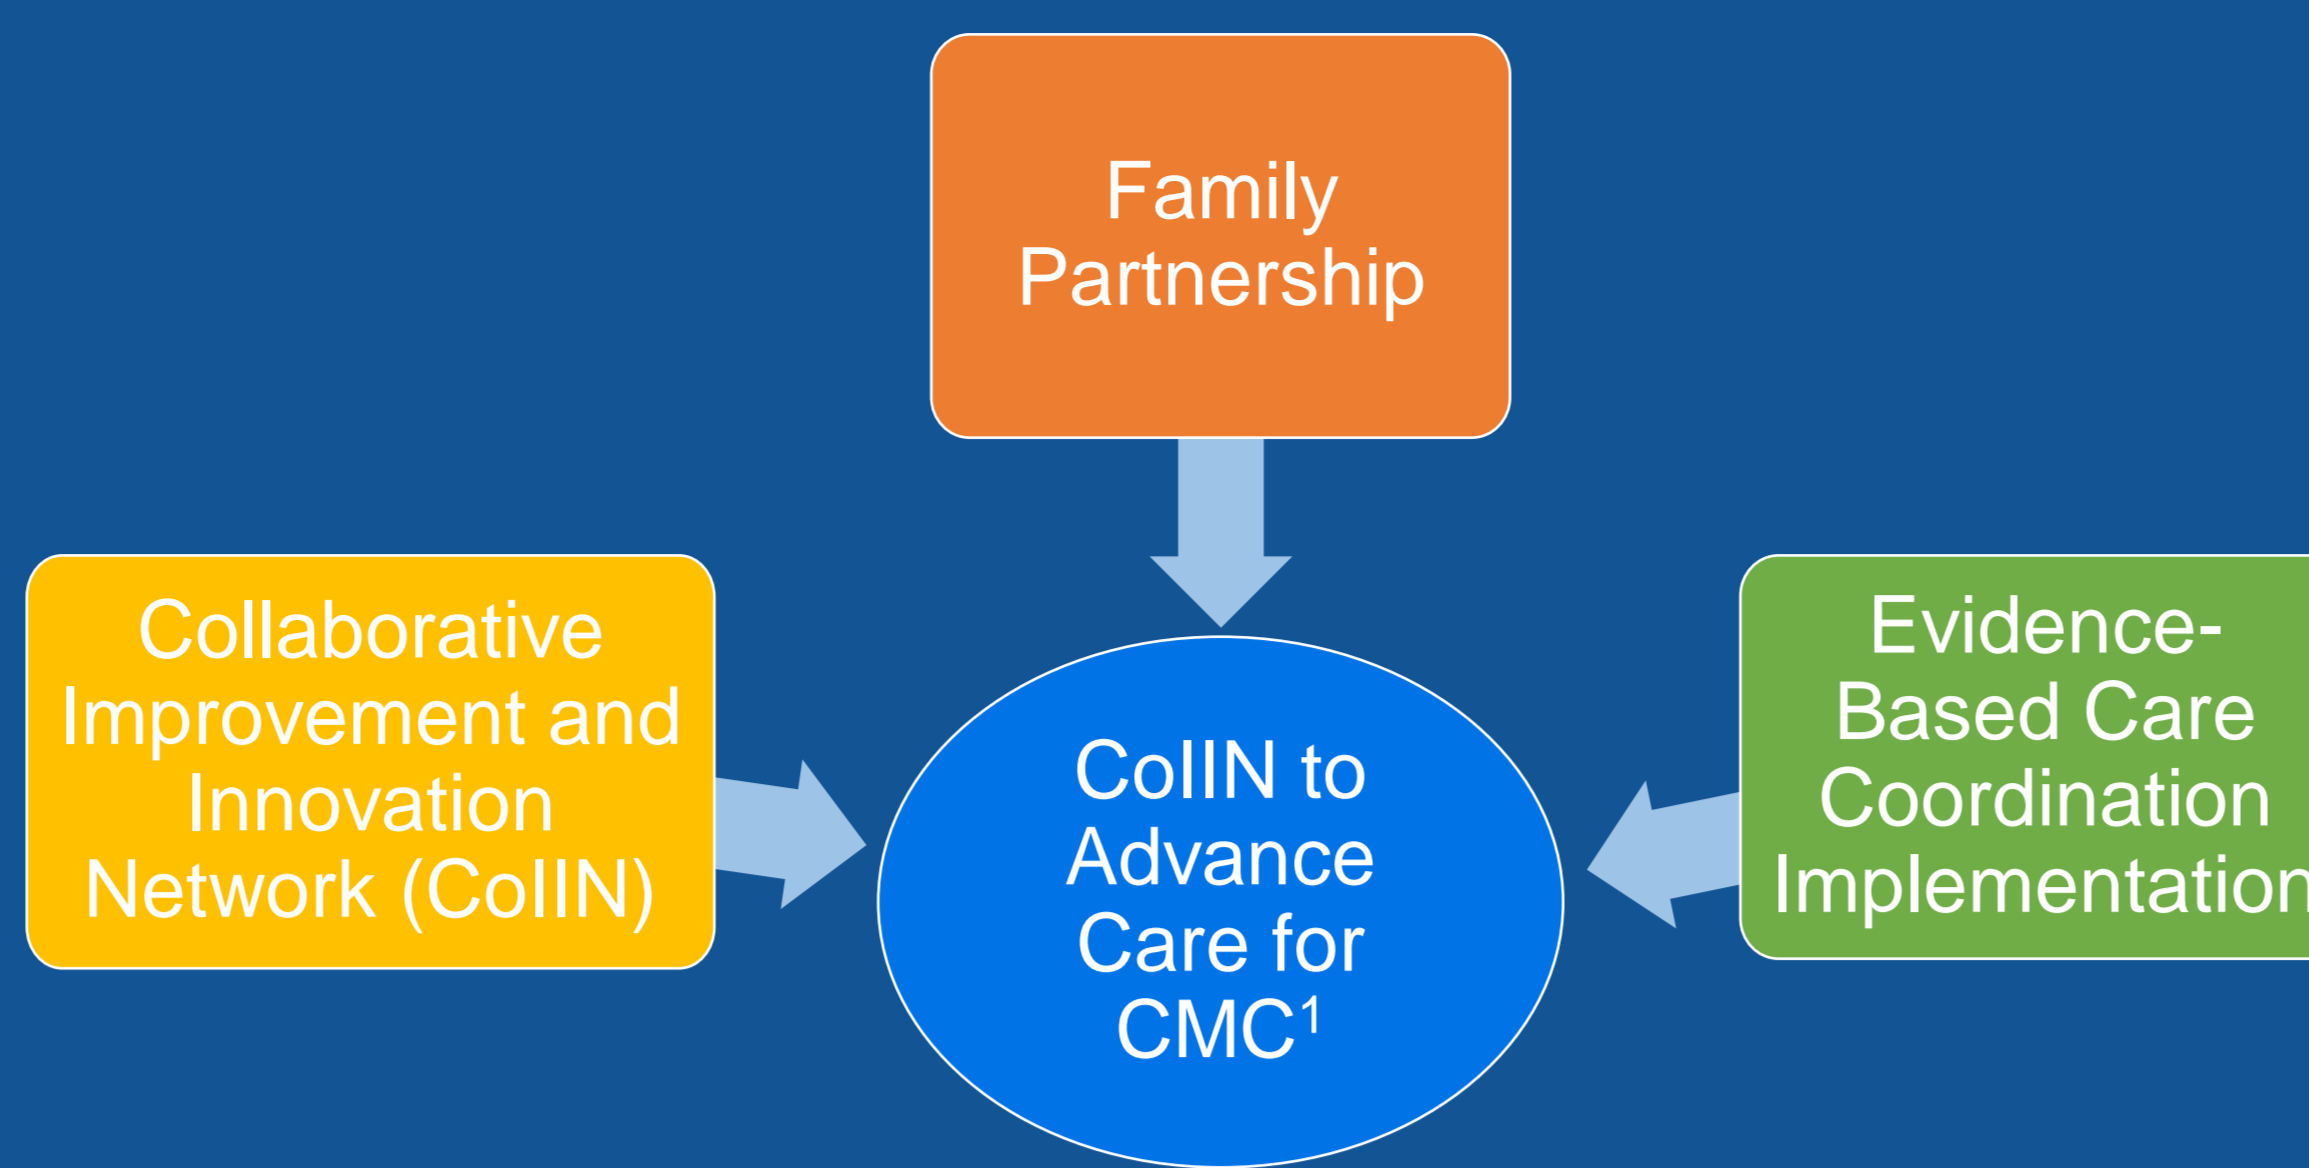 Family
Partnership
Collaborative
Improvement and
Innovation
Network (CoIIN)
CoIIN to
Advance
Care for
CMC¹
Evidence-
Based Care
Coordination
Implementation